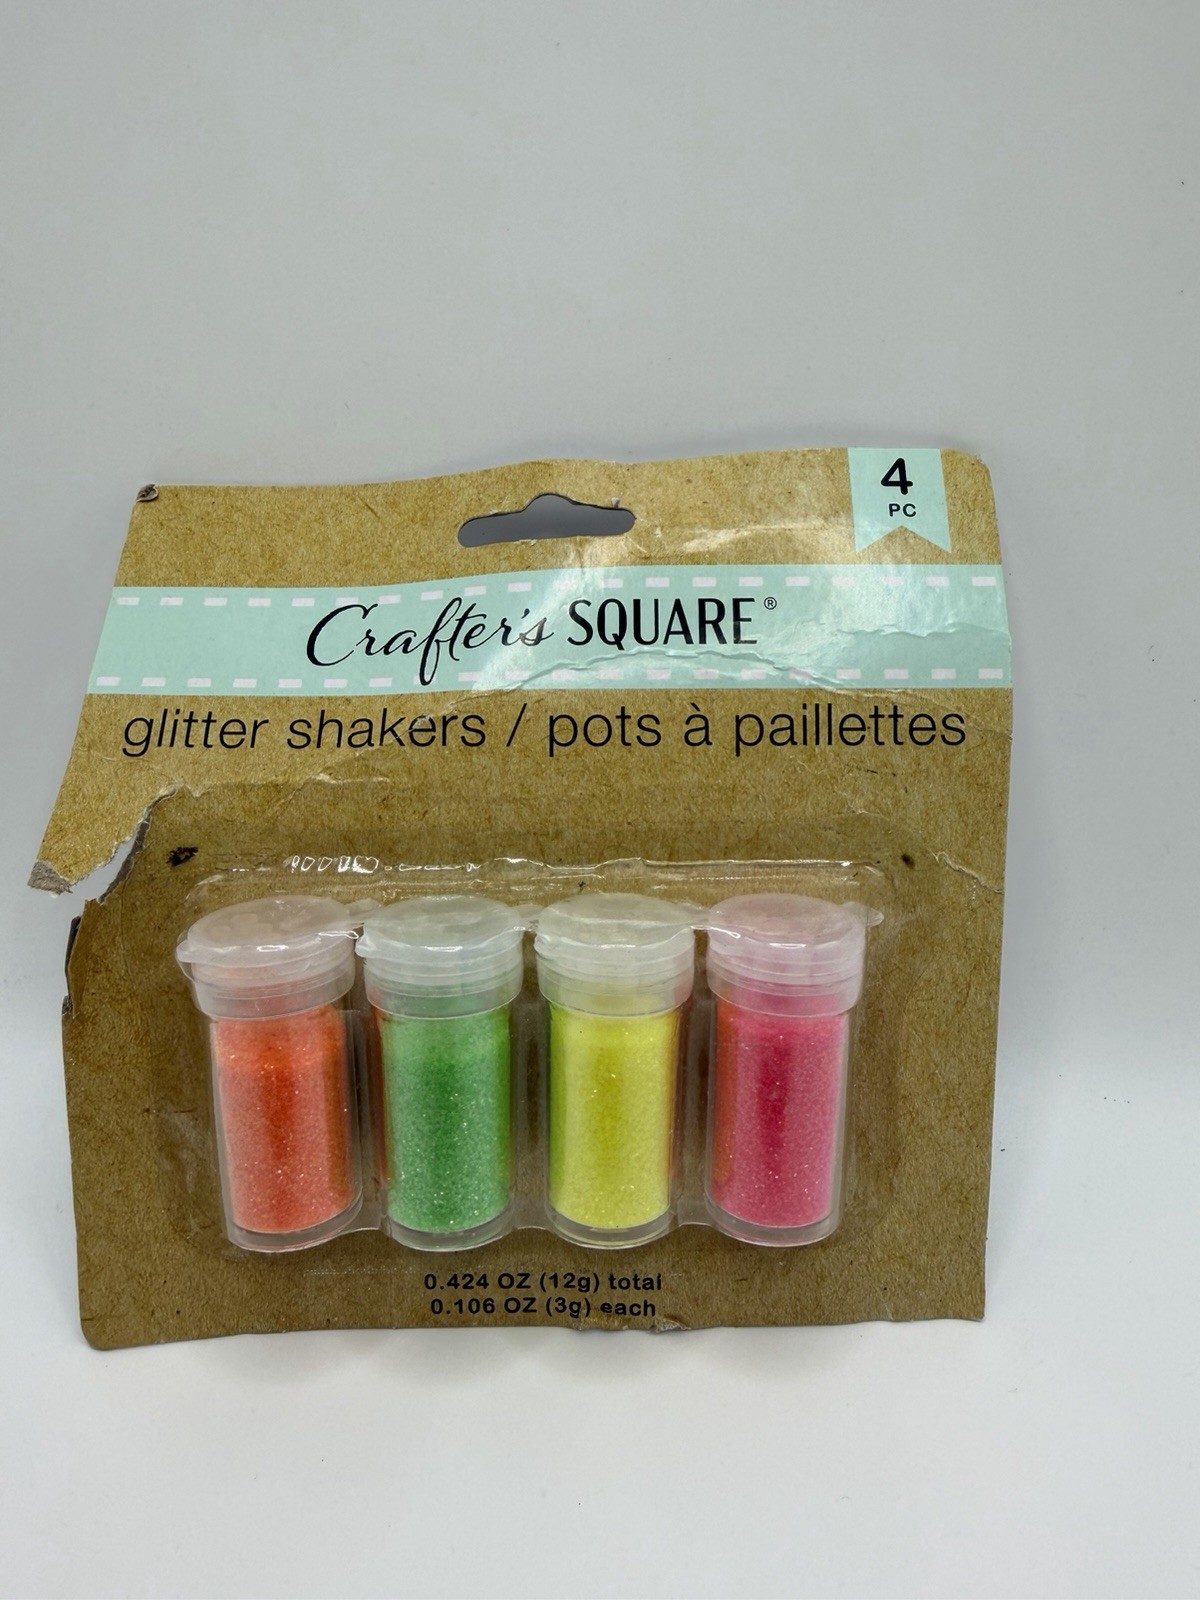 4
PC
Crafter's SQUARE®
glitter shakers / pots à paillettes
0.424 OZ (12g) total
0.106 OZ (3g) each